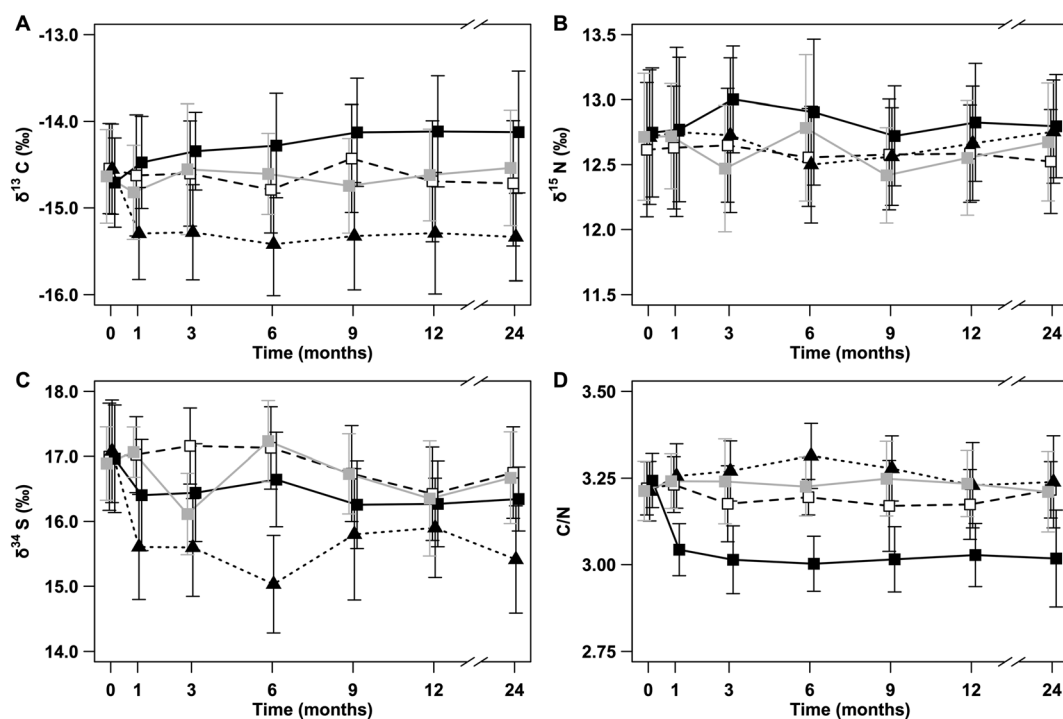 A
-13.0
-14.0
-15.0
-16.0
δ13 C (‰)
0 1 3 6 9 12 24
Time (months)
B
13.5
13.0
12.5
12.0
11.5
δ15 N (‰)
0 1 3 6 9 12 24
Time (months)
C
18.0
17.0
16.0
15.0
14.0
δ34 S (‰)
0 1 3 6 9 12 24
Time (months)
D
3.50
3.25
3.00
2.75
C/N
0 1 3 6 9 12 24
Time (months)